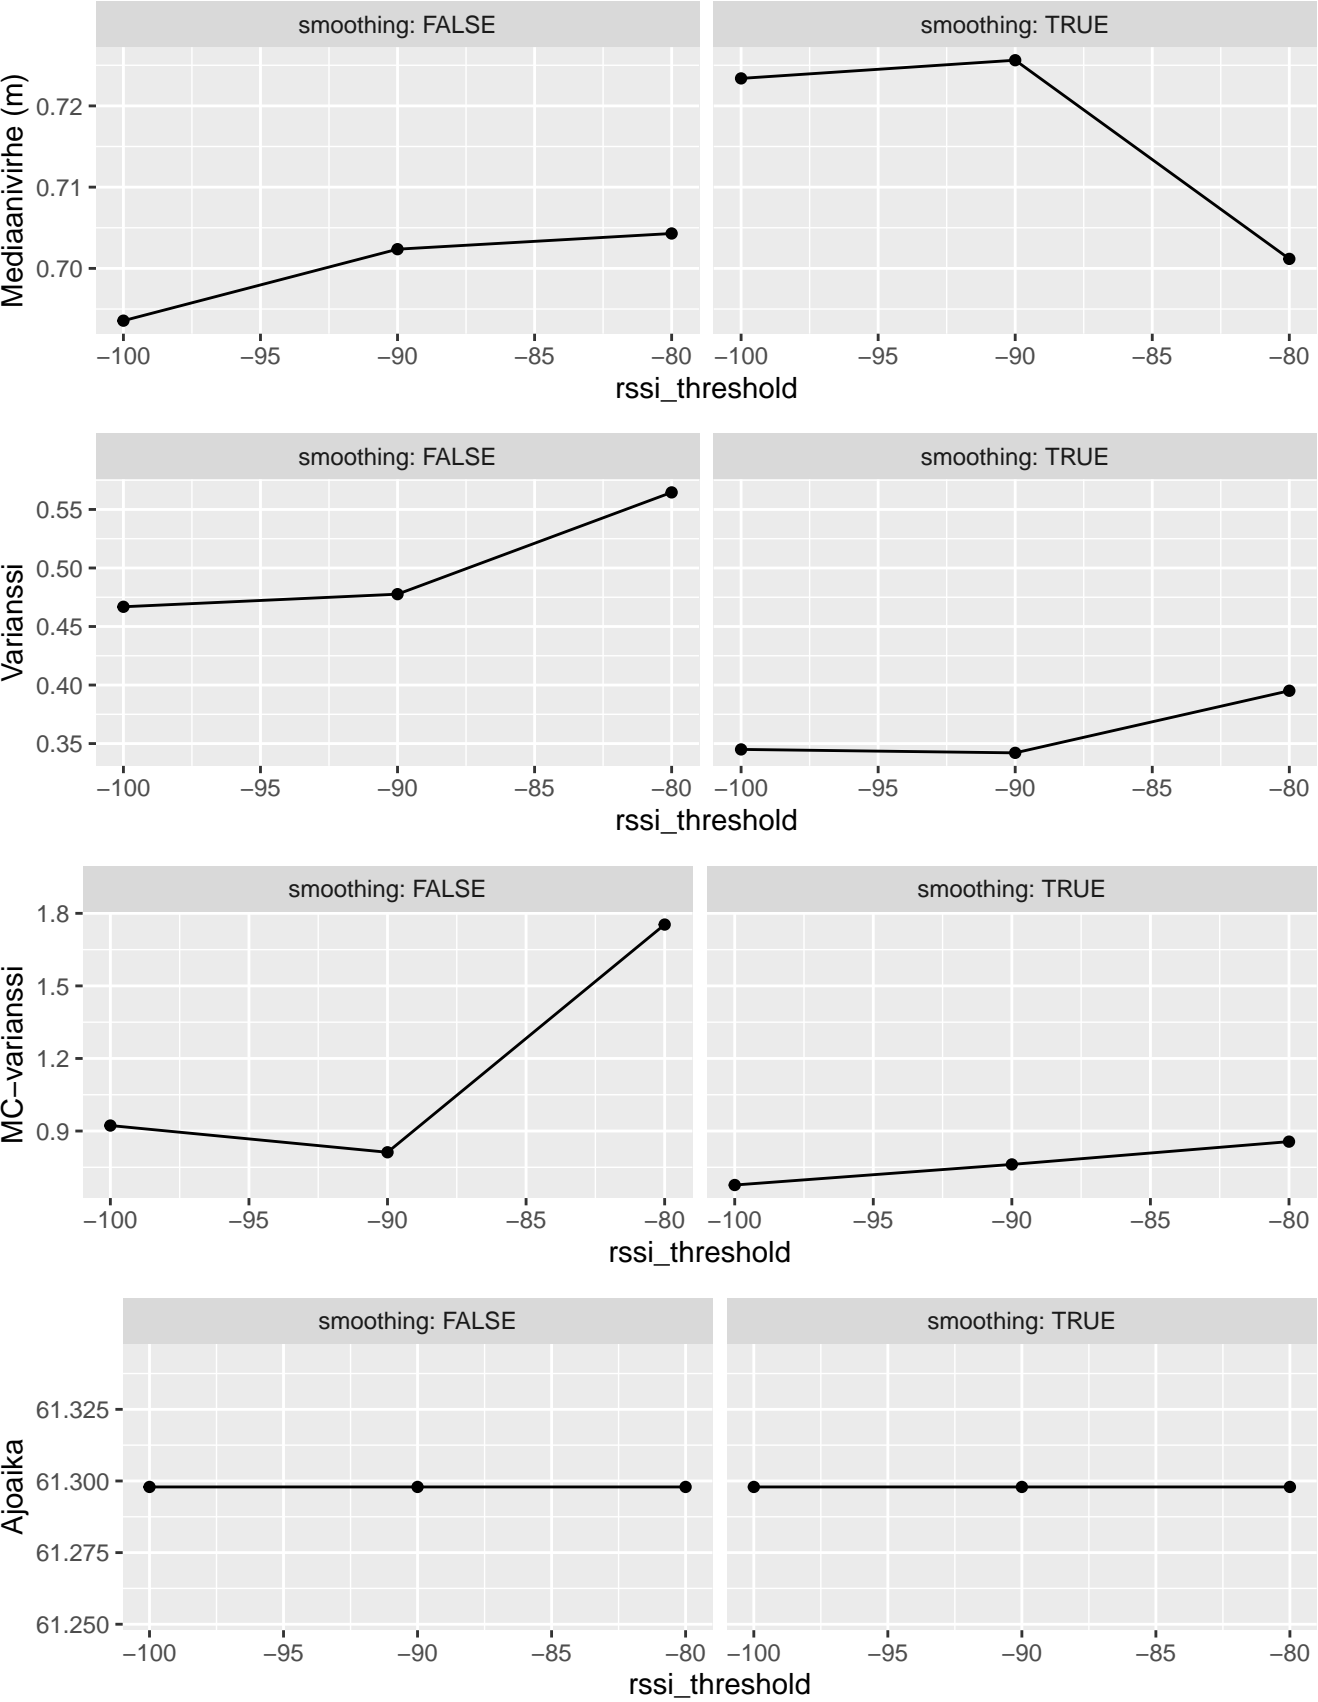 smoothing: FALSE
smoothing: TRUE
Mediaanivirhe (m)
0.72
0.71
0.70
−100 −95 −90 −85 −80 −100 −95 −90 −85 −80
rssi_threshold
smoothing: FALSE
smoothing: TRUE
Varianssi
0.55
0.50
0.45
0.40
0.35
−100 −95 −90 −85 −80 −100 −95 −90 −85 −80
rssi_threshold
smoothing: FALSE
smoothing: TRUE
MC−varianssi
1.8
1.5
1.2
0.9
−100 −95 −90 −85 −80 −100 −95 −90 −85 −80
rssi_threshold
smoothing: FALSE
smoothing: TRUE
Ajoaika
61.325
61.300
61.275
61.250
−100 −95 −90 −85 −80 −100 −95 −90 −85 −80
rssi_threshold